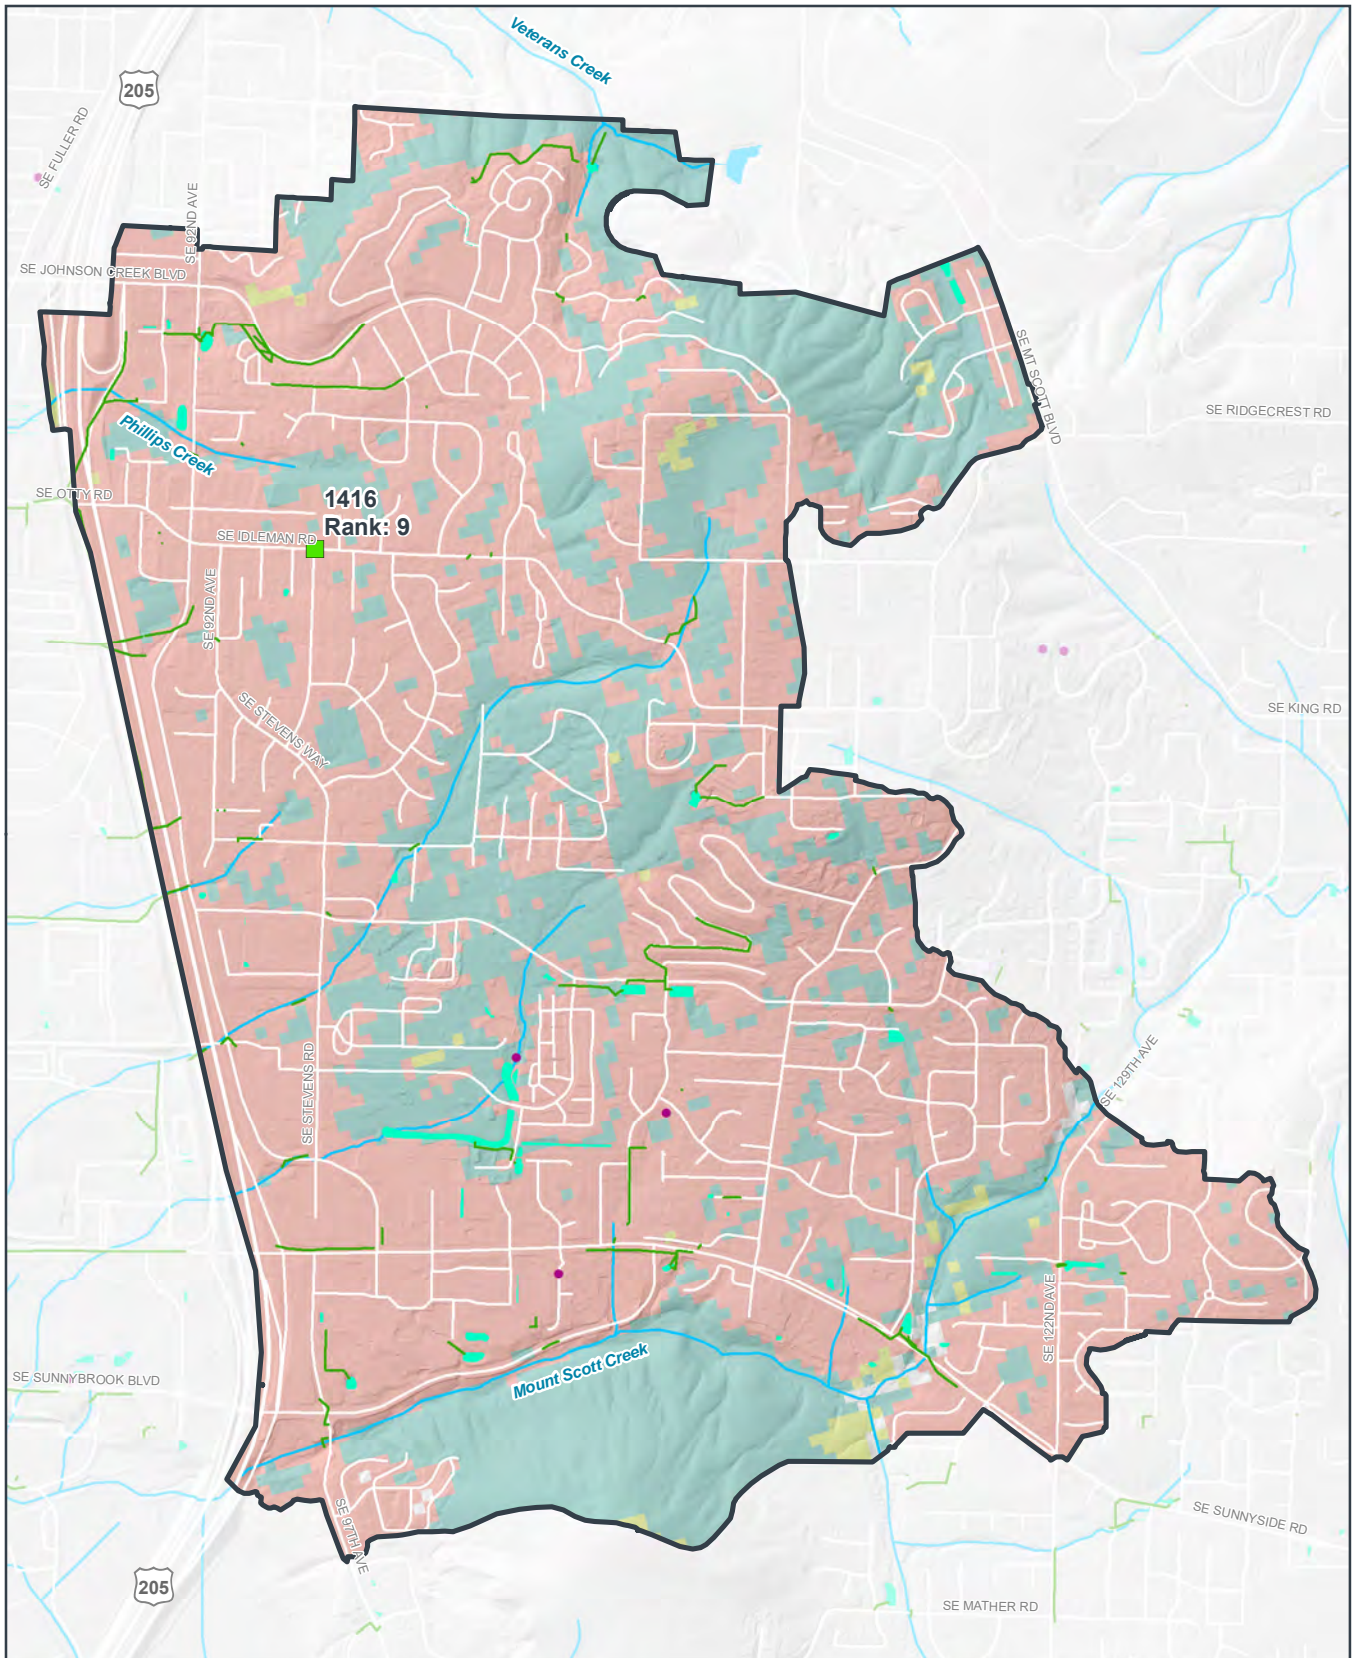 Veterans Creek
205
SE FULLER RD
SE 92ND AVE
SE JOHNSON CREEK BLVD
SE MT SCOTT BLVD
SE RIDGECREST RD
Phillips Creek
SE OTTY RD
1416
Rank: 9
SE IDLEMAN RD
SE 92ND AVE
SE STEVENS WAY
SE KING RD
SE STEVENS RD
SE 129TH AVE
SE 122ND AVE
SE SUNNYBROOK BLVD
Mount Scott Creek
SE 97TH AVE
SE SUNNYSIDE RD
205
SE MATHER RD